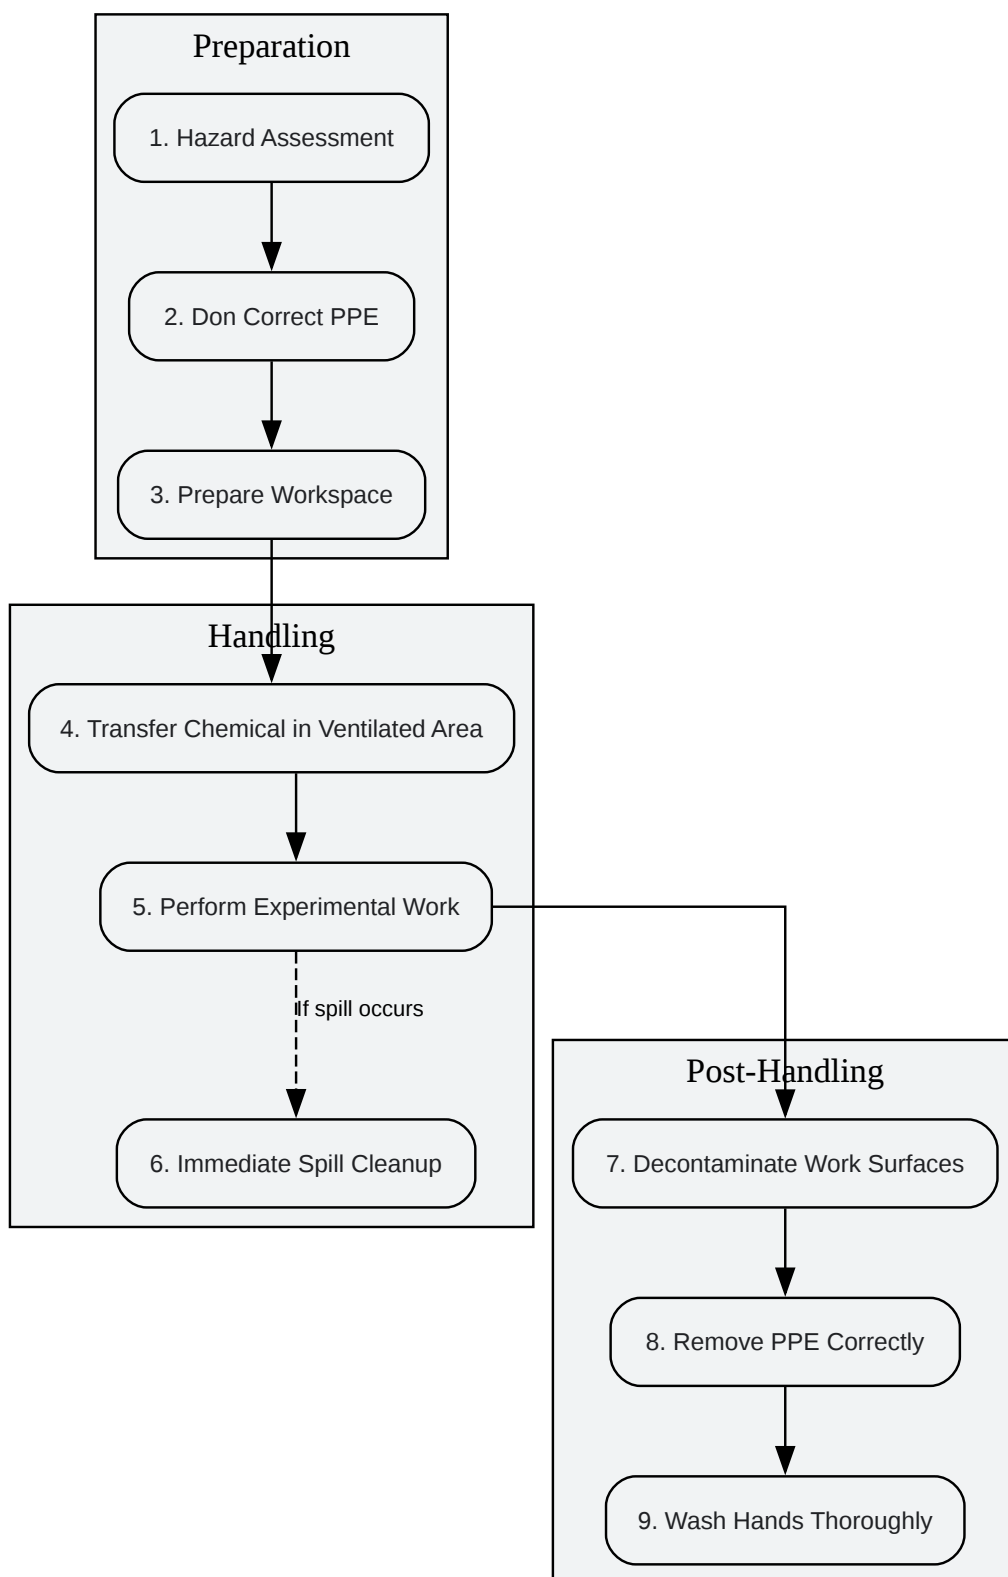 Preparation
1. Hazard Assessment
2. Don Correct PPE
3. Prepare Workspace
Handling
4. Transfer Chemical in Ventilated Area
5. Perform Experimental Work
If spill occurs
6. Immediate Spill Cleanup
Post-Handling
7. Decontaminate Work Surfaces
8. Remove PPE Correctly
9. Wash Hands Thoroughly